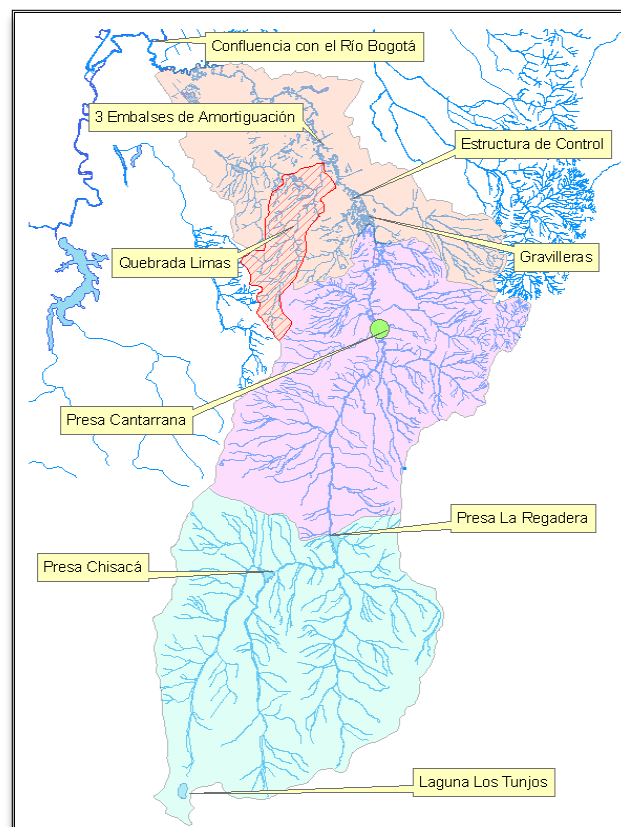 Confluencia con el Río Bogotá
3 Embalses de Amortiguación
Estructura de Control
Quebrada Limas
Gravilleras
Presa Cantarrana
Presa La Regadera
Presa Chisacá
Laguna Los Tunjos